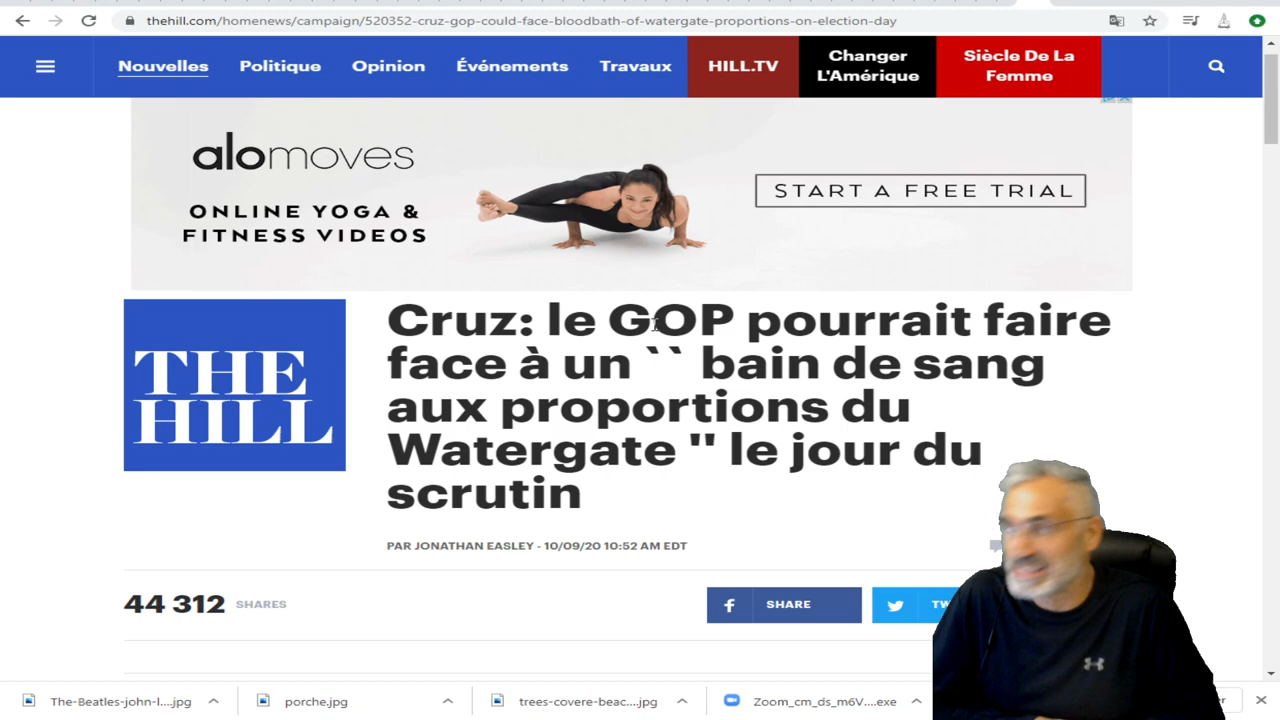 thehill.com/homenews/campaign/520352-cruz-gop-could-face-bloodbath-of-watergate-proportions-on-election-day
Nouvelles
Politique
Opinion
Événements
Travaux
HILL.TV
Changer
L'Amérique
Siècle De La
Femme
alomoves
ONLINE YOGA &
FITNESS VIDEOS
START A FREE TRIAL
THE
HILL
Cruz: le GOP pourrait faire
face à un `` bain de sang
aux proportions du
Watergate '' le jour du
scrutin
PAR JONATHAN EASLEY - 10/09/20 10:52 AM EDT
44 312 SHARES
SHARE
The-Beatles-john-l....jpg
porche.jpg
trees-covere-beac....jpg
Zoom_cm_ds_m6V....exe